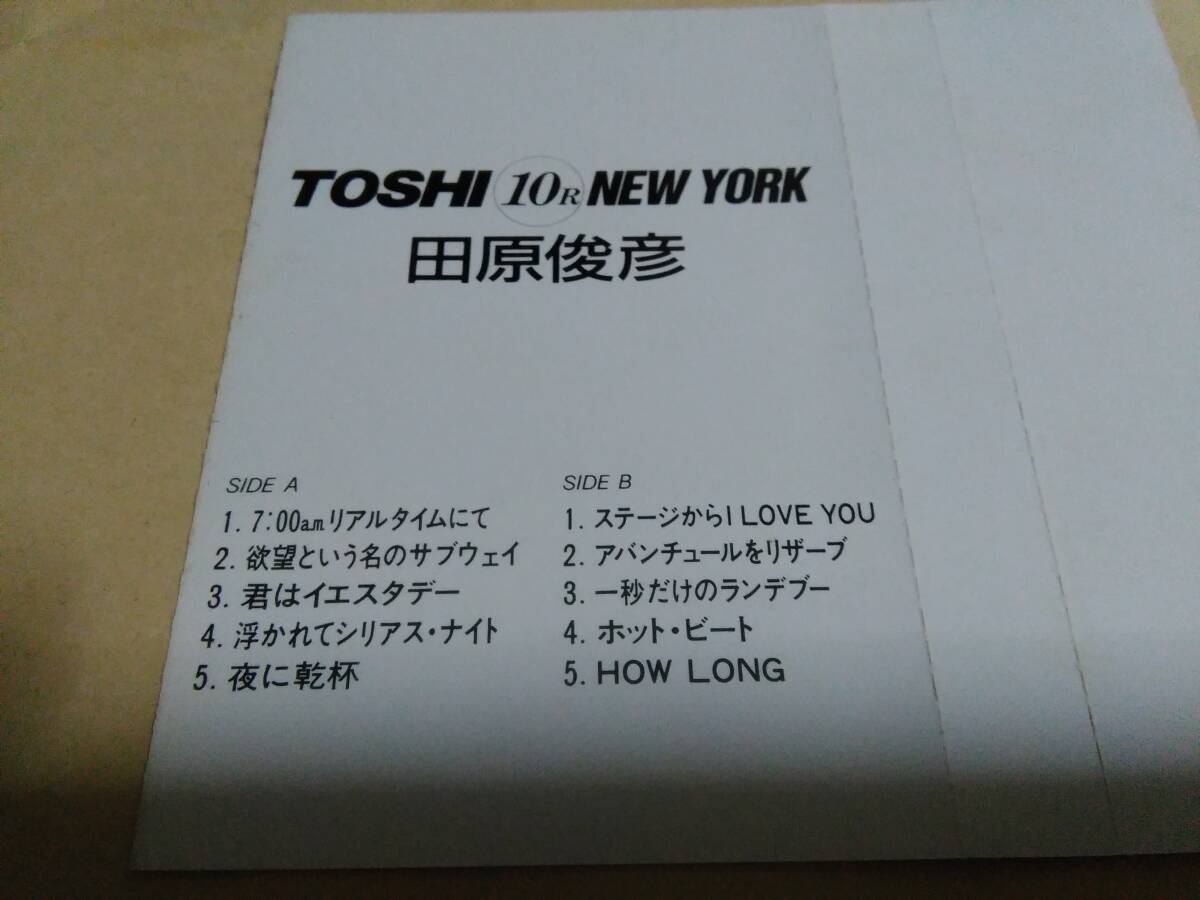 TOSHI 10R NEW YORK
田原俊彦
SIDE A
1. 7:00amリアルタイムにて
2. 欲望という名のサブウェイ
3. 君はイエスタデー
4. 浮かれてシリアス・ナイト
5. 夜に乾杯
SIDE B
1. ステージからI LOVE YOU
2. アバンチュールをリザーブ
3. 一秒だけのランデブー
4. ホット・ビート
5. HOW LONG